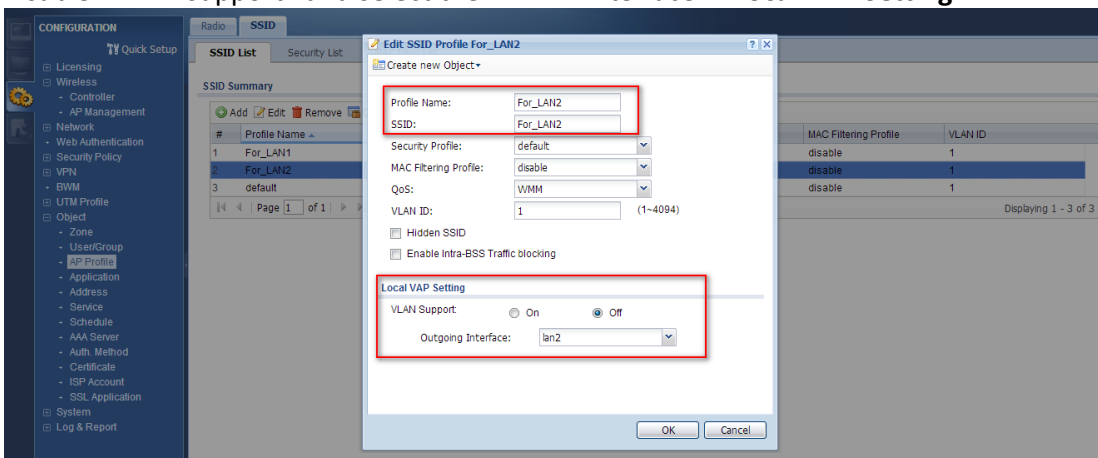 CONFIGURATION
Quick Setup
Licensing
Wireless
- Controller
- AP Management
Network
Web Authentication
Security Policy
VPN
BWM
UTM Profile
Object
- Zone
- User/Group
- AP Profile
- Application
- Address
- Service
- Schedule
- AAA Server
- Auth. Method
- Certificate
- ISP Account
- SSL Application
System
Log & Report
Radio SSID
SSID List Security List
SSID Summary
Add Edit Remove
# Profile Name MAC Filtering Profile VLAN ID
1 For_LAN1 disable 1
2 For_LAN2 disable 1
3 default disable 1
Page 1 of 1 Displaying 1 - 3 of 3
Edit SSID Profile For_LAN2 ? X
Create new Object
Profile Name: For_LAN2
SSID: For_LAN2
Security Profile: default
MAC Filtering Profile: disable
QoS: WMM
VLAN ID: 1 (1~4094)
Hidden SSID
Enable Intra-BSS Traffic blocking
Local VAP Setting
VLAN Support: On Off
Outgoing Interface: lan2
OK Cancel